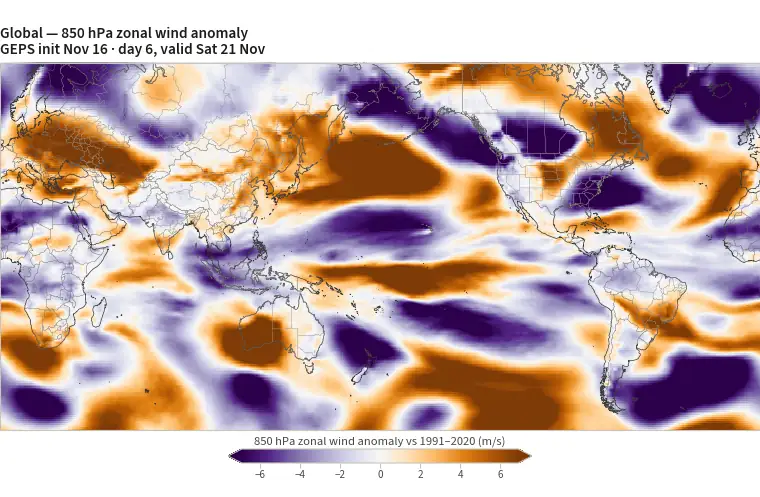 Global — 850 hPa zonal wind anomaly
GEPS init Nov 16 · day 6, valid Sat 21 Nov
850 hPa zonal wind anomaly vs 1991–2020 (m/s)
−6 −4 −2 0 2 4 6